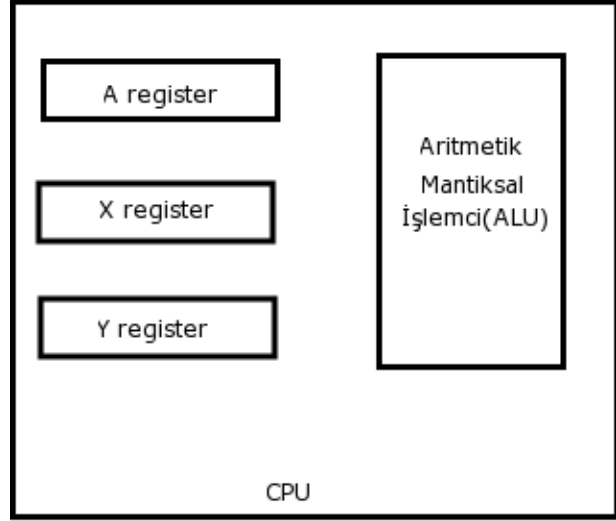 A register
X register
Y register
Aritmetik
Mantiksal
İşlemci(ALU)
CPU